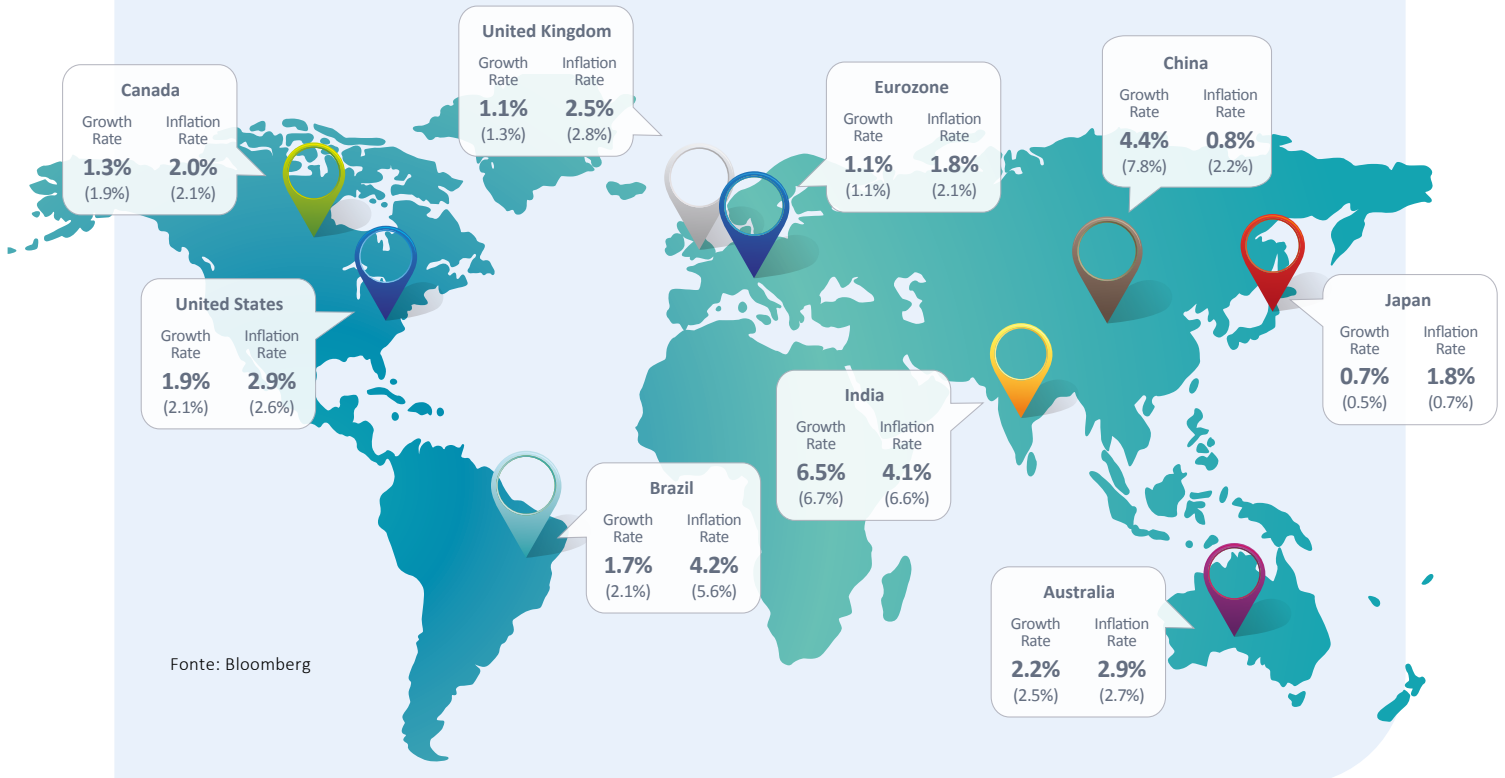 United Kingdom
Growth Rate
Inflation Rate
1.1% 2.5%
(1.3%) (2.8%)
Canada
Growth Rate
Inflation Rate
1.3% 2.0%
(1.9%) (2.1%)
Eurozone
Growth Rate
Inflation Rate
1.1% 1.8%
(1.1%) (2.1%)
China
Growth Rate
Inflation Rate
4.4% 0.8%
(7.8%) (2.2%)
United States
Growth Rate
Inflation Rate
1.9% 2.9%
(2.1%) (2.6%)
Japan
Growth Rate
Inflation Rate
0.7% 1.8%
(0.5%) (0.7%)
India
Growth Rate
Inflation Rate
6.5% 4.1%
(6.7%) (6.6%)
Brazil
Growth Rate
Inflation Rate
1.7% 4.2%
(2.1%) (5.6%)
Australia
Growth Rate
Inflation Rate
2.2% 2.9%
(2.5%) (2.7%)
Fonte: Bloomberg